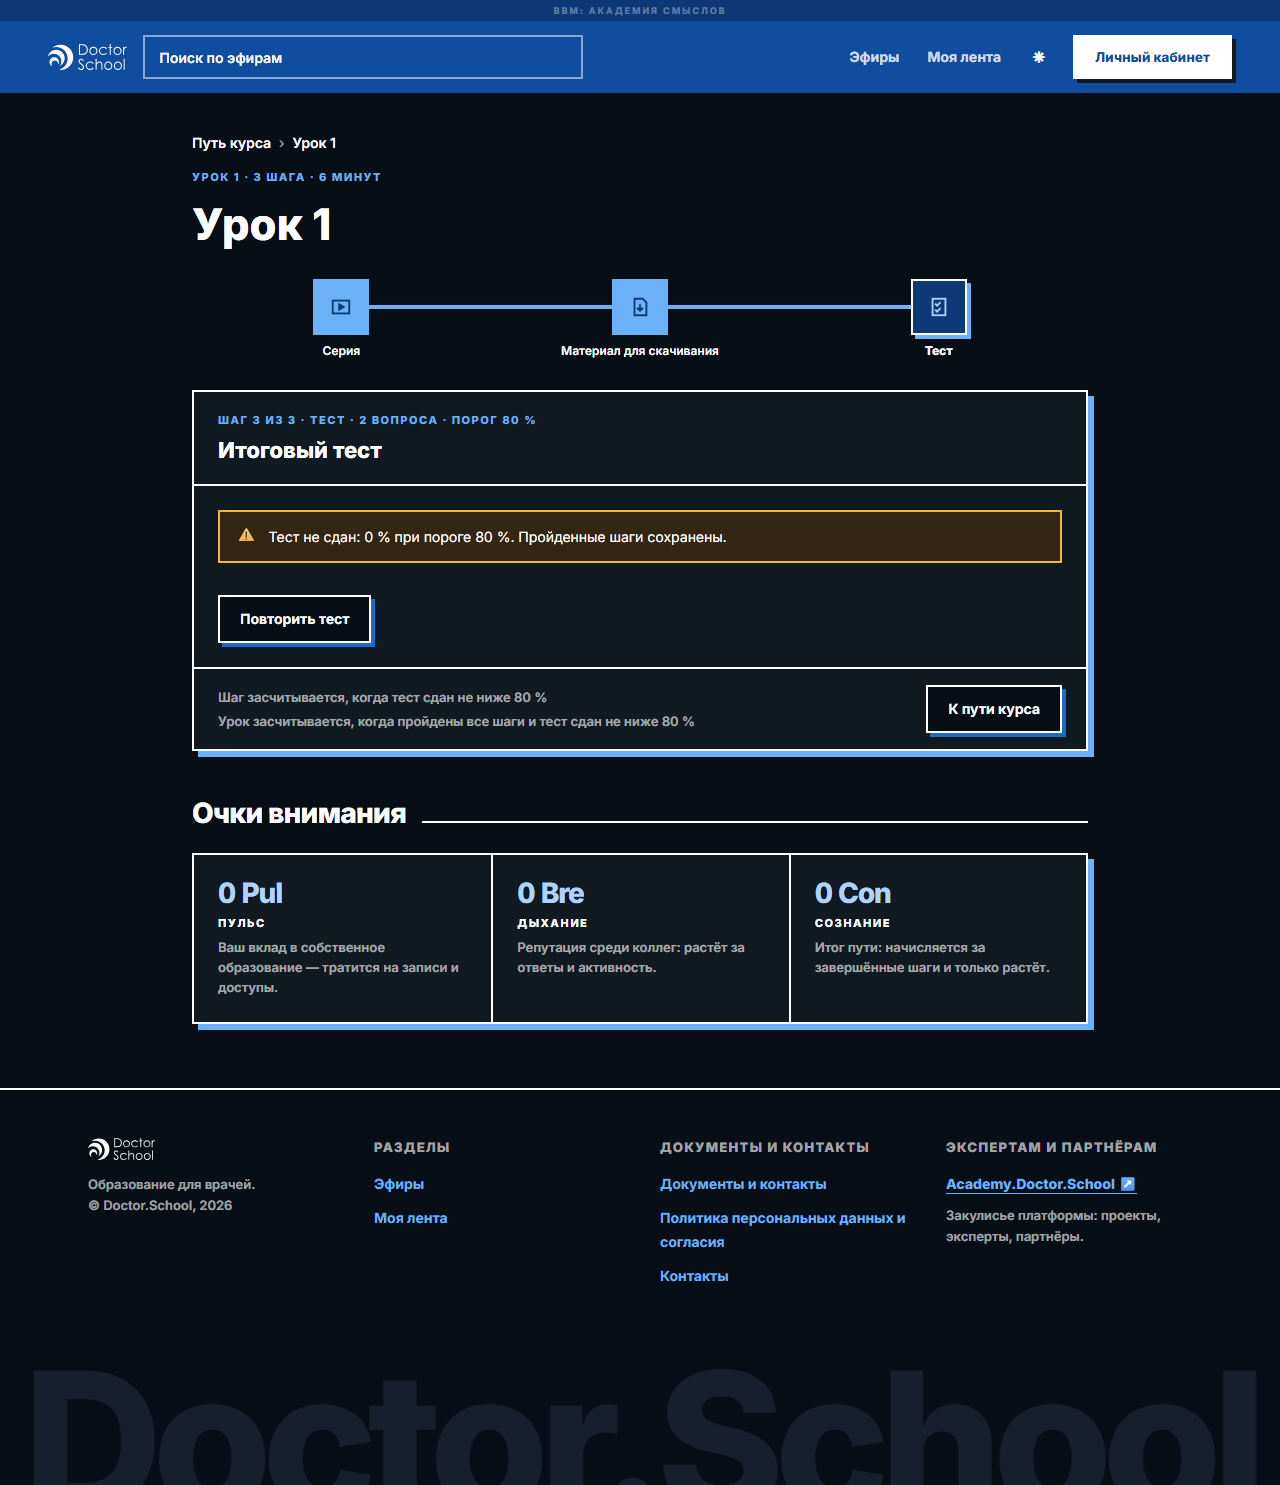 ВВМ: АКАДЕМИЯ СМЫСЛОВ
Doctor
School
Поиск по эфирам
Эфиры
Моя лента
Личный кабинет
Путь курса › Урок 1
УРОК 1 · 3 ШАГА · 6 МИНУТ
Урок 1
Серия
Материал для скачивания
Тест
ШАГ 3 ИЗ 3 · ТЕСТ · 2 ВОПРОСА · ПОРОГ 80 %
Итоговый тест
Тест не сдан: 0 % при пороге 80 %. Пройденные шаги сохранены.
Повторить тест
Шаг засчитывается, когда тест сдан не ниже 80 %
Урок засчитывается, когда пройдены все шаги и тест сдан не ниже 80 %
К пути курса
Очки внимания
0 Pul
ПУЛЬС
Ваш вклад в собственное
образование — тратится на записи и
доступы.
0 Bre
ДЫХАНИЕ
Репутация среди коллег: растёт за
ответы и активность.
0 Con
СОЗНАНИЕ
Итог пути: начисляется за
завершённые шаги и только растёт.
Doctor
School
Образование для врачей.
© Doctor.School, 2026
РАЗДЕЛЫ
Эфиры
Моя лента
ДОКУМЕНТЫ И КОНТАКТЫ
Документы и контакты
Политика персональных данных и
согласия
Контакты
ЭКСПЕРТАМ И ПАРТНЁРАМ
Academy.Doctor.School
Закулисье платформы: проекты,
эксперты, партнёры.
Doctor.School